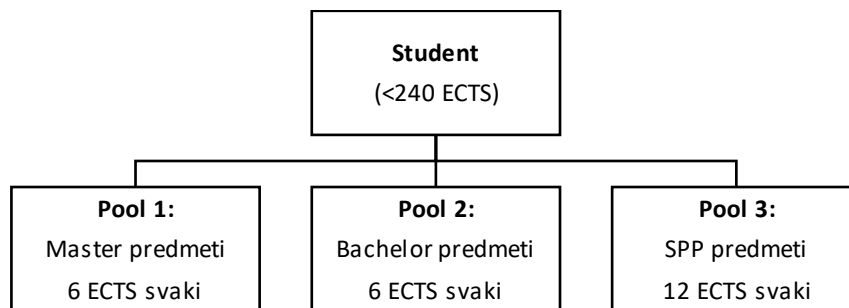 Student
(<240 ECTS)
Pool 1:
Master predmeti
6 ECTS svaki
Pool 2:
Bachelor predmeti
6 ECTS svaki
Pool 3:
SPP predmeti
12 ECTS svaki